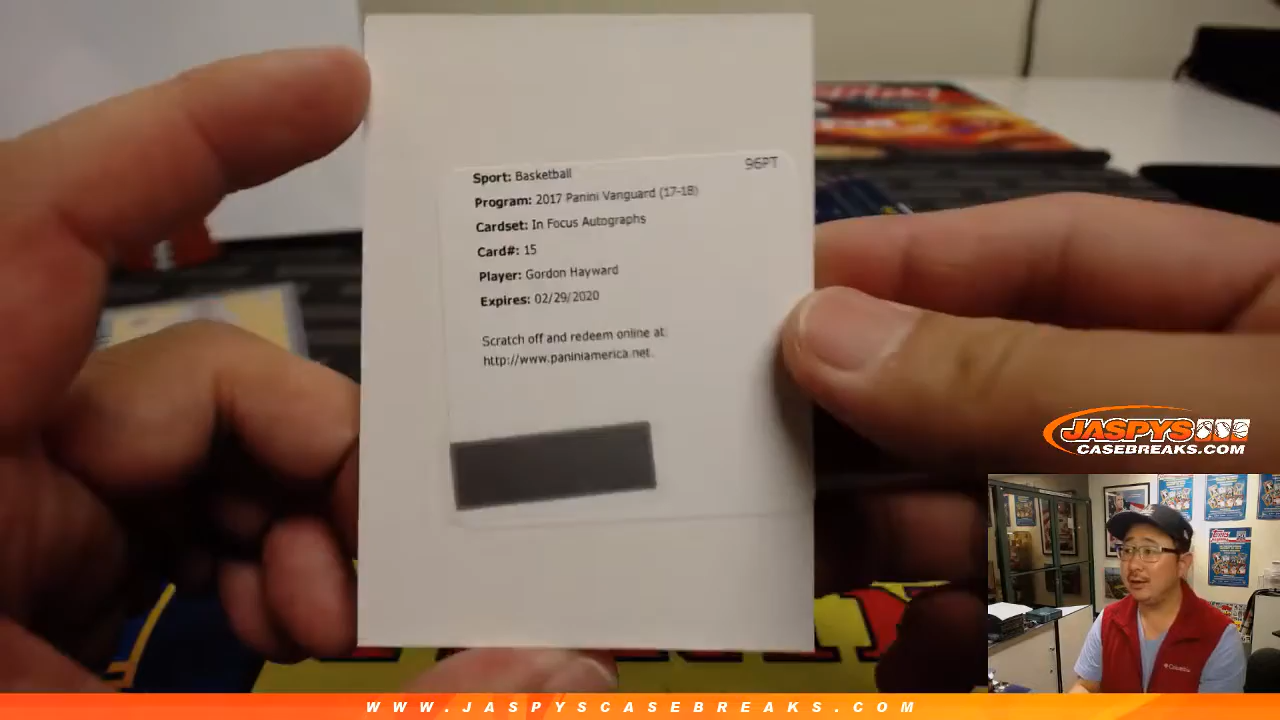 96PT
Sport: Basketball
Program: 2017 Panini Vanguard (17-18)
Cardset: In Focus Autographs
Card#: 15
Player: Gordon Hayward
Expires: 02/29/2020
Scratch off and redeem online at:
http://www.paniniamerica.net.
JASPYS
CASEBREAKS.COM
Topps
Columbia
WWW.JASPYSCASEBREAKS.COM